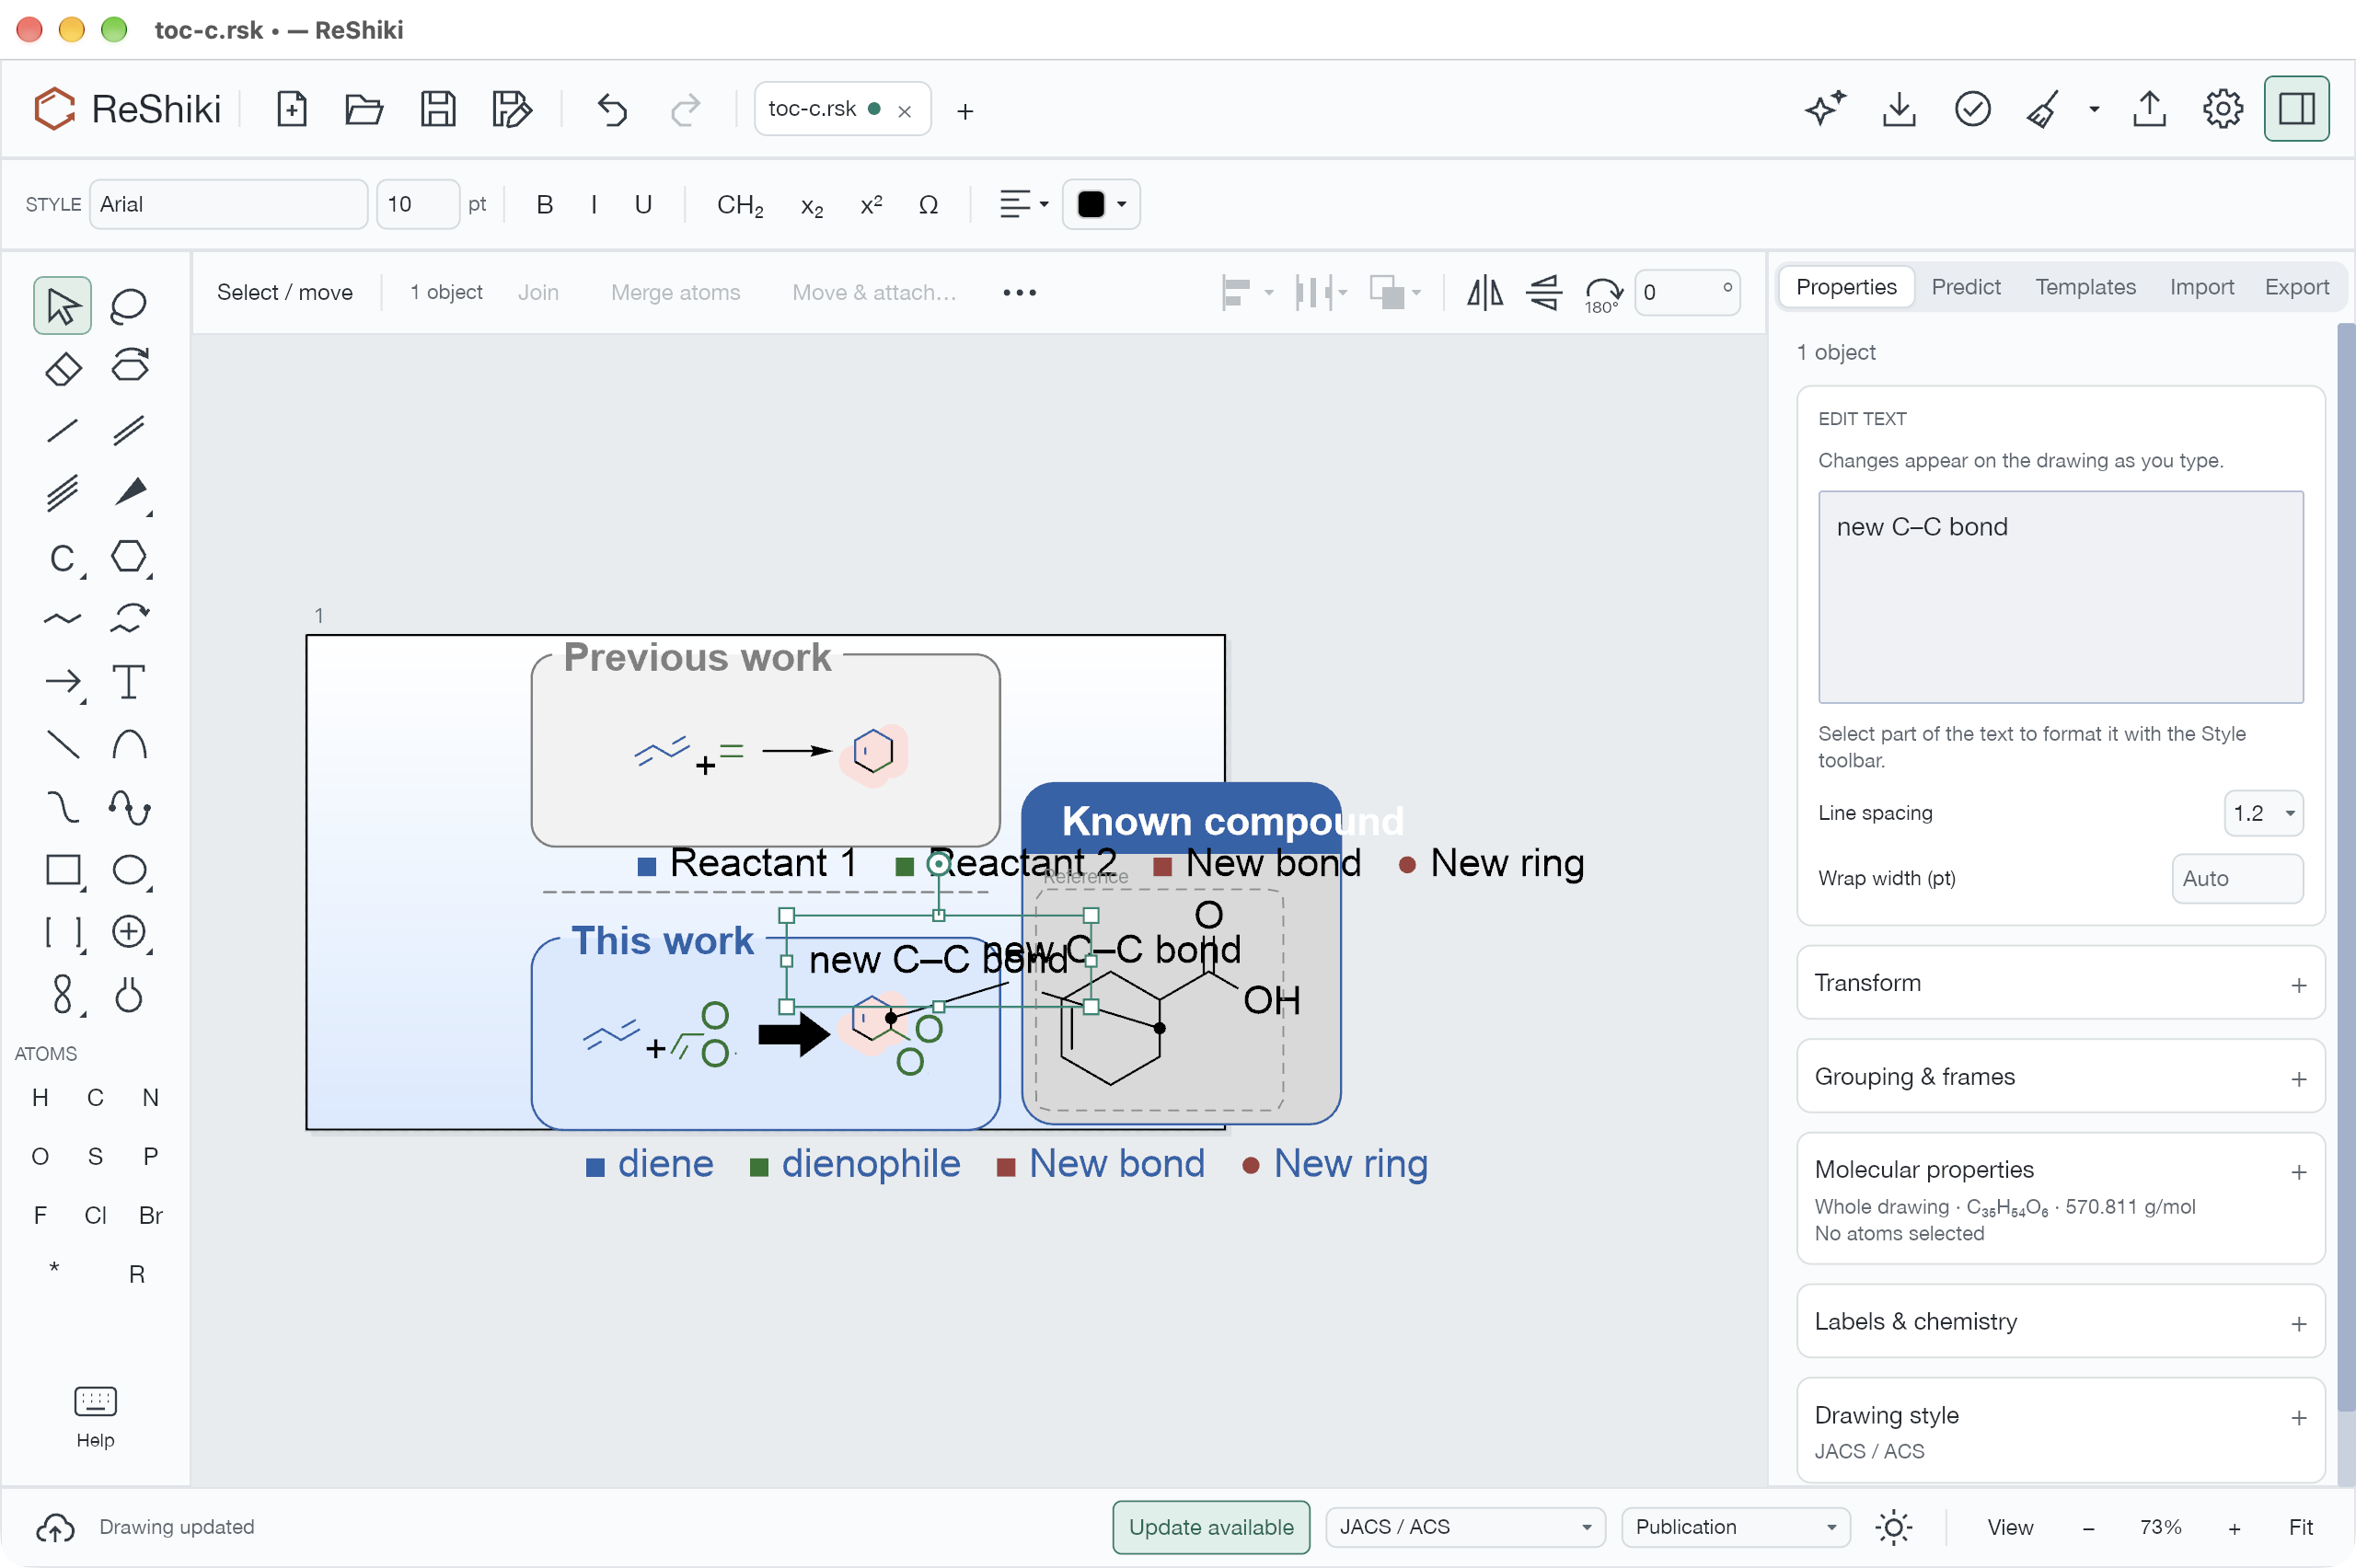 toc-c.rsk • — ReShiki
ReShiki
toc-c.rsk
STYLE Arial 10 pt B I U CH₂ x₂ x² Ω
Select / move 1 object Join Merge atoms Move & attach... 180° 0 °
Properties Predict Templates Import Export
1 object
EDIT TEXT
Changes appear on the drawing as you type.
new C–C bond
Select part of the text to format it with the Style
toolbar.
Line spacing 1.2
Wrap width (pt) Auto
Transform
Grouping & frames
Molecular properties
Whole drawing · C₃₅H₅₄O₆ · 570.811 g/mol
No atoms selected
Labels & chemistry
Drawing style
JACS / ACS
C
T
ATOMS
H C N
O S P
F Cl Br
* R
Help
1
Previous work
+
Known compound
Reactant 1 Reactant 2 New bond New ring
Reference
This work
new C–C bond
new C–C bond
O
OH
+
O
O
O
O
diene dienophile New bond New ring
Drawing updated
Update available JACS / ACS Publication View – 73% + Fit